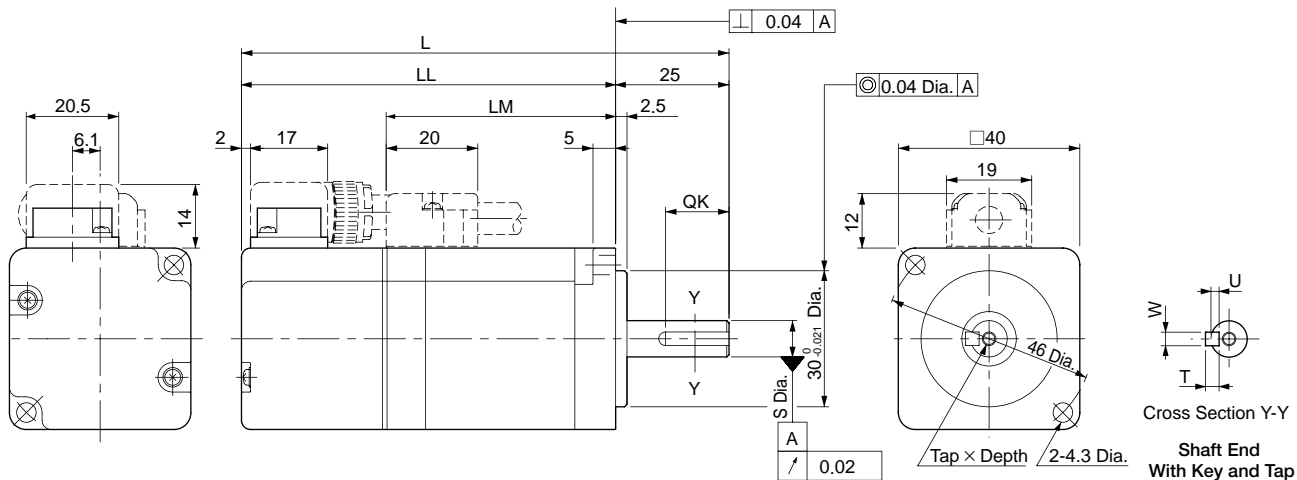 ⊥ 0.04 A
L
LL
25
◎ 0.04 Dia. A
20.5
6.1
LM
2.5
2
17
20
5
□40
19
14
QK
12
Y
Y
30 0 -0.021 Dia.
S Dia.
46 Dia.
U
W
T
A
↗ 0.02
Tap × Depth
2-4.3 Dia.
Cross Section Y-Y
Shaft End
With Key and Tap